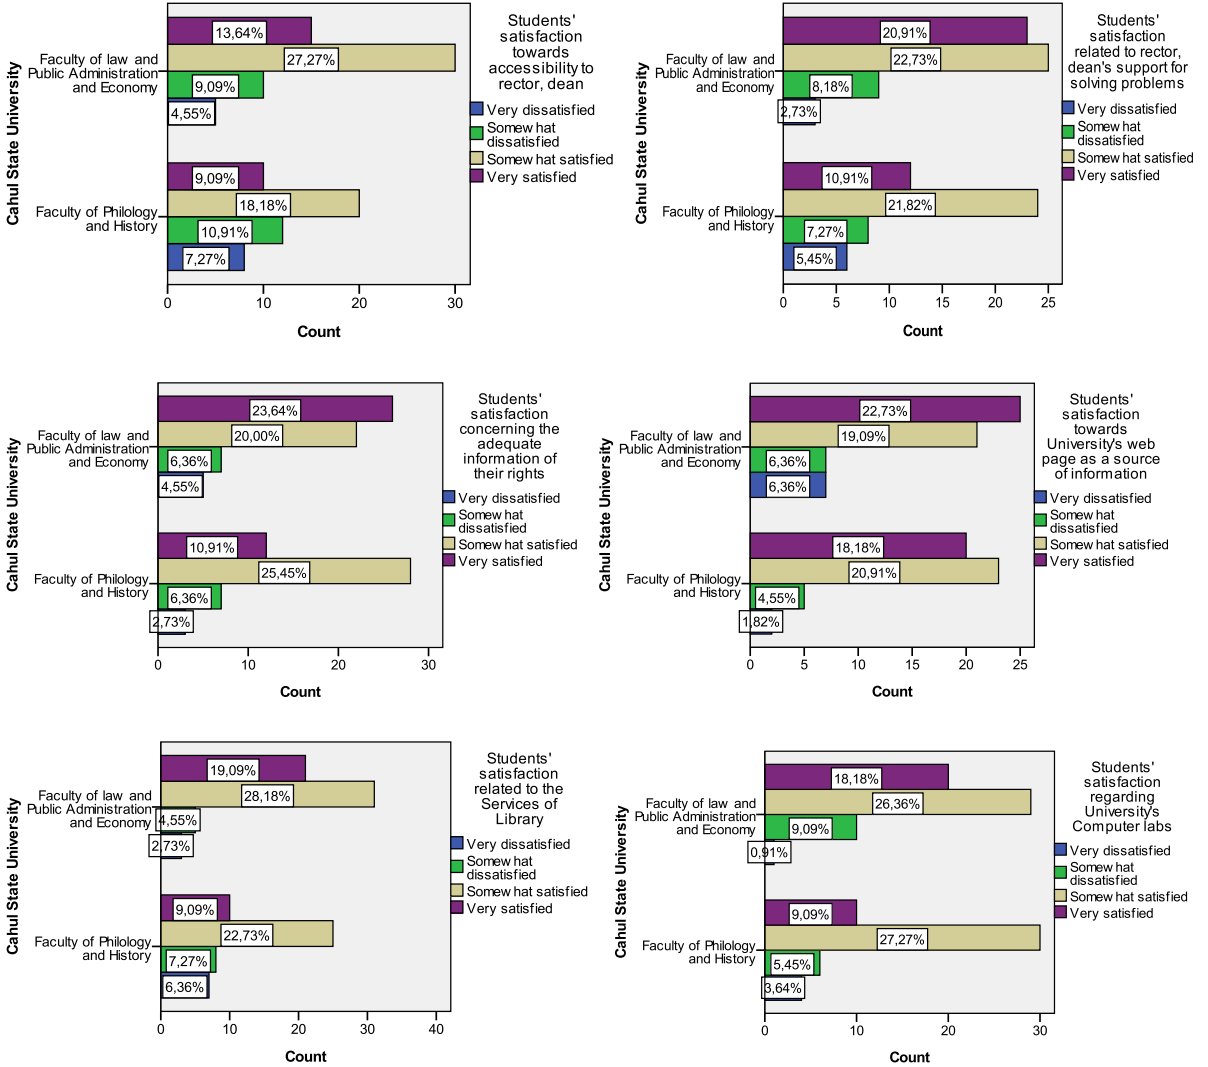 Cahul State University
Faculty of law and
Public Administration
and Economy
Faculty of Philology
and History
13,64%
27,27%
9,09%
4,55%
9,09%
18,18%
10,91%
7,27%
0 10 20 30
Count
Students'
satisfaction
towards
accessibility to
rector, dean
Very dissatisfied
Somew hat
dissatisfied
Somew hat satisfied
Very satisfied
Cahul State University
Faculty of law and
Public Administration
and Economy
Faculty of Philology
and History
20,91%
22,73%
8,18%
2,73%
10,91%
21,82%
7,27%
5,45%
0 5 10 15 20 25
Count
Students'
satisfaction
related to rector,
dean's support for
solving problems
Very dissatisfied
Somew hat
dissatisfied
Somew hat satisfied
Very satisfied
Cahul State University
Faculty of law and
Public Administration
and Economy
Faculty of Philology
and History
23,64%
20,00%
6,36%
4,55%
10,91%
25,45%
6,36%
2,73%
0 10 20 30
Count
Students'
satisfaction
concerning the
adequate
information of
their rights
Very dissatisfied
Somew hat
dissatisfied
Somew hat satisfied
Very satisfied
Cahul State University
Faculty of law and
Public Administration
and Economy
Faculty of Philology
and History
22,73%
19,09%
6,36%
6,36%
18,18%
20,91%
4,55%
1,82%
0 5 10 15 20 25
Count
Students'
satisfaction
towards
University's web
page as a source
of information
Very dissatisfied
Somew hat
dissatisfied
Somew hat satisfied
Very satisfied
Cahul State University
Faculty of law and
Public Administration
and Economy
Faculty of Philology
and History
19,09%
28,18%
4,55%
2,73%
9,09%
22,73%
7,27%
6,36%
0 10 20 30 40
Count
Students'
satisfaction
related to the
Services of
Library
Very dissatisfied
Somew hat
dissatisfied
Somew hat satisfied
Very satisfied
Cahul State University
Faculty of law and
Public Administration
and Economy
Faculty of Philology
and History
18,18%
26,36%
9,09%
0,91%
9,09%
27,27%
5,45%
3,64%
0 10 20 30
Count
Students'
satisfaction
regarding
University's
Computer labs
Very dissatisfied
Somew hat
dissatisfied
Somew hat satisfied
Very satisfied